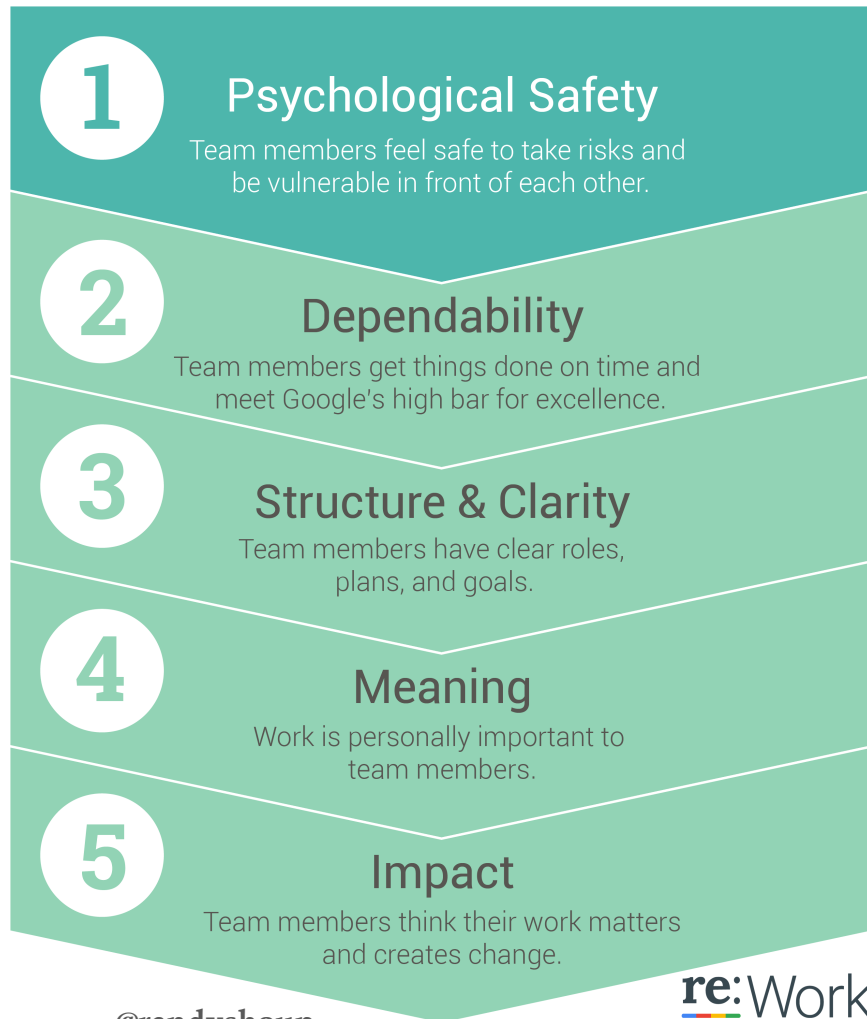 1
Psychological Safety
Team members feel safe to take risks and
be vulnerable in front of each other.
2
Dependability
Team members get things done on time and
meet Google's high bar for excellence.
3
Structure & Clarity
Team members have clear roles,
plans, and goals.
4
Meaning
Work is personally important to
team members.
5
Impact
Team members think their work matters
and creates change.
re:Work